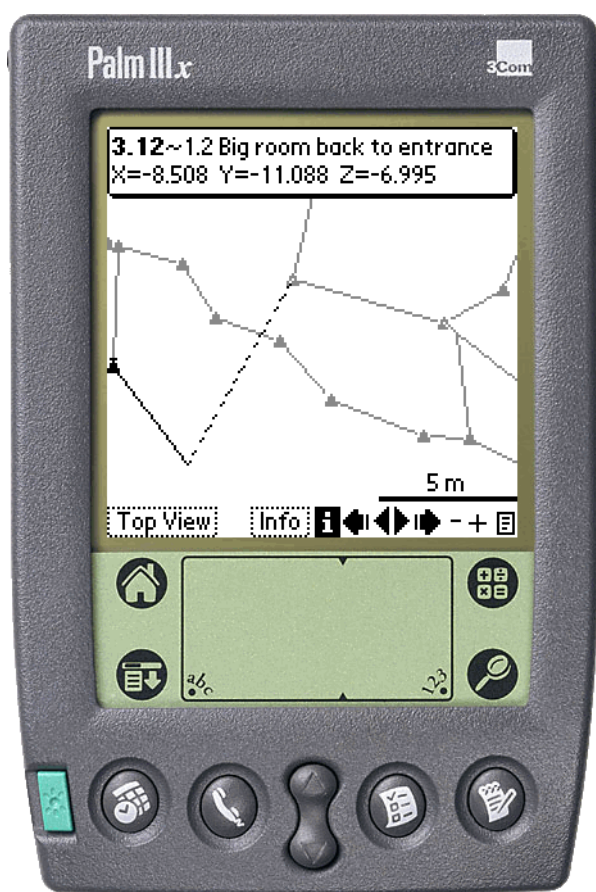 Palm IIIx
3Com
3.12~1.2 Big room back to entrance
X=-8.508 Y=-11.088 Z=-6.995
5 m
Top View Info i - +
abc 123